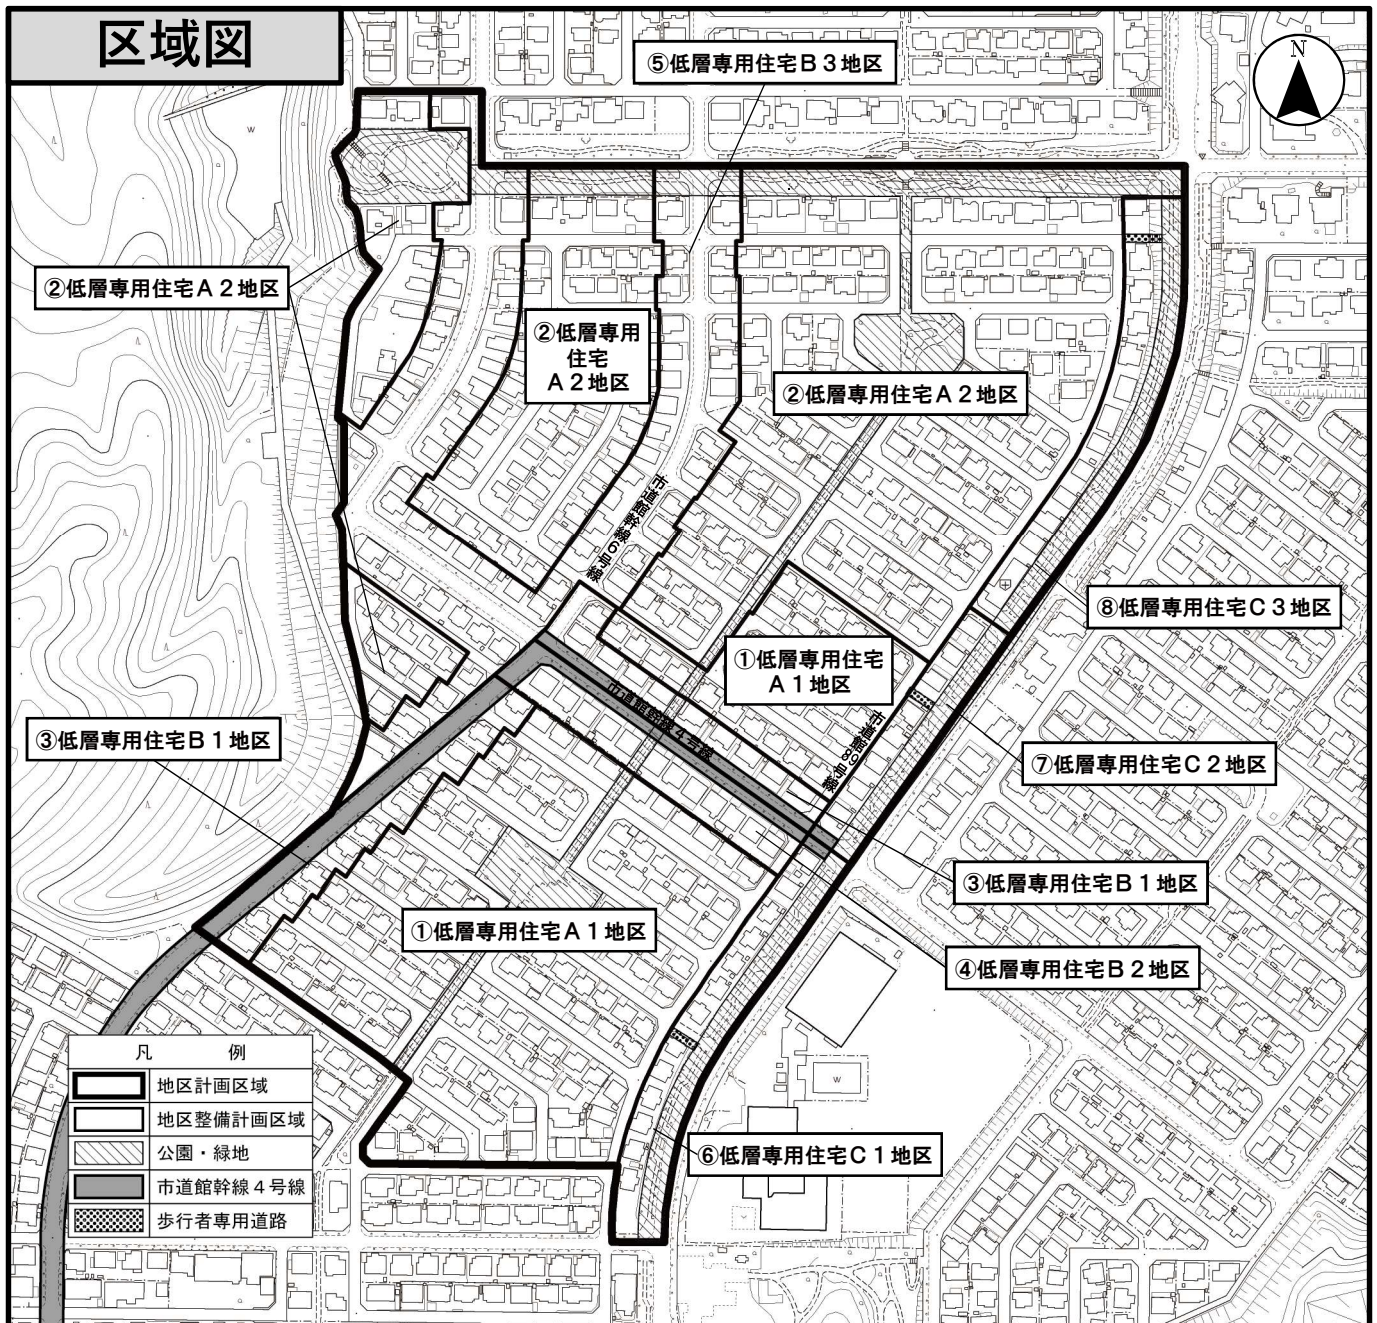 区域図
N
⑤低層専用住宅B3地区
②低層専用住宅A2地区
②低層専用
住宅
A2地区
②低層専用住宅A2地区
市道館幹線6号線
⑧低層専用住宅C3地区
①低層専用住宅
A1地区
市道館幹線4号線
市道館98号線
③低層専用住宅B1地区
⑦低層専用住宅C2地区
③低層専用住宅B1地区
①低層専用住宅A1地区
④低層専用住宅B2地区
⑥低層専用住宅C1地区
凡 例
地区計画区域
地区整備計画区域
公園・緑地
市道館幹線4号線
歩行者専用道路
W
W